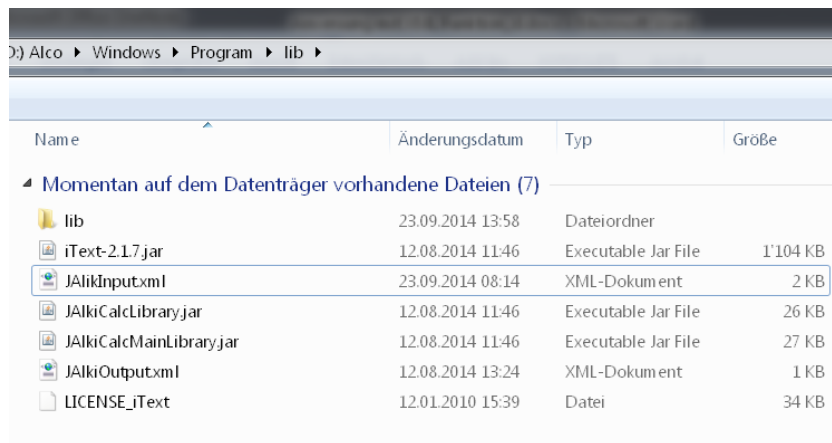 D:) Alco ▸ Windows ▸ Program ▸ lib ▸
Name Änderungsdatum Typ Größe
Momentan auf dem Datenträger vorhandene Dateien (7)
lib 23.09.2014 13:58 Dateiordner
iText-2.1.7.jar 12.08.2014 11:46 Executable Jar File 1'104 KB
JAlikInput.xml 23.09.2014 08:14 XML-Dokument 2 KB
JAlkiCalcLibrary.jar 12.08.2014 11:46 Executable Jar File 26 KB
JAlkiCalcMainLibrary.jar 12.08.2014 11:46 Executable Jar File 27 KB
JAlkiOutput.xml 12.08.2014 13:24 XML-Dokument 1 KB
LICENSE_iText 12.01.2010 15:39 Datei 34 KB